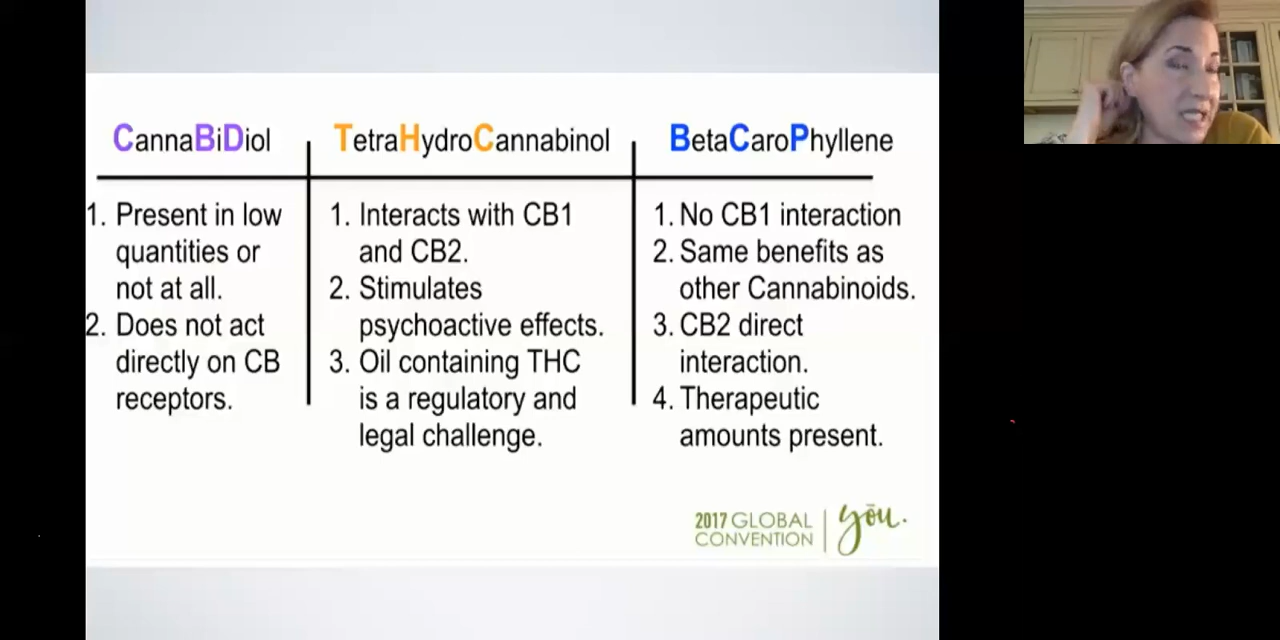 CannaBiDiol
TetraHydroCannabinol
BetaCaroPhyllene
1. Present in low
quantities or
not at all.
2. Does not act
directly on CB
receptors.
1. Interacts with CB1
and CB2.
2. Stimulates
psychoactive effects.
3. Oil containing THC
is a regulatory and
legal challenge.
1. No CB1 interaction
2. Same benefits as
other Cannabinoids.
3. CB2 direct
interaction.
4. Therapeutic
amounts present.
2017 GLOBAL
CONVENTION
yōu.